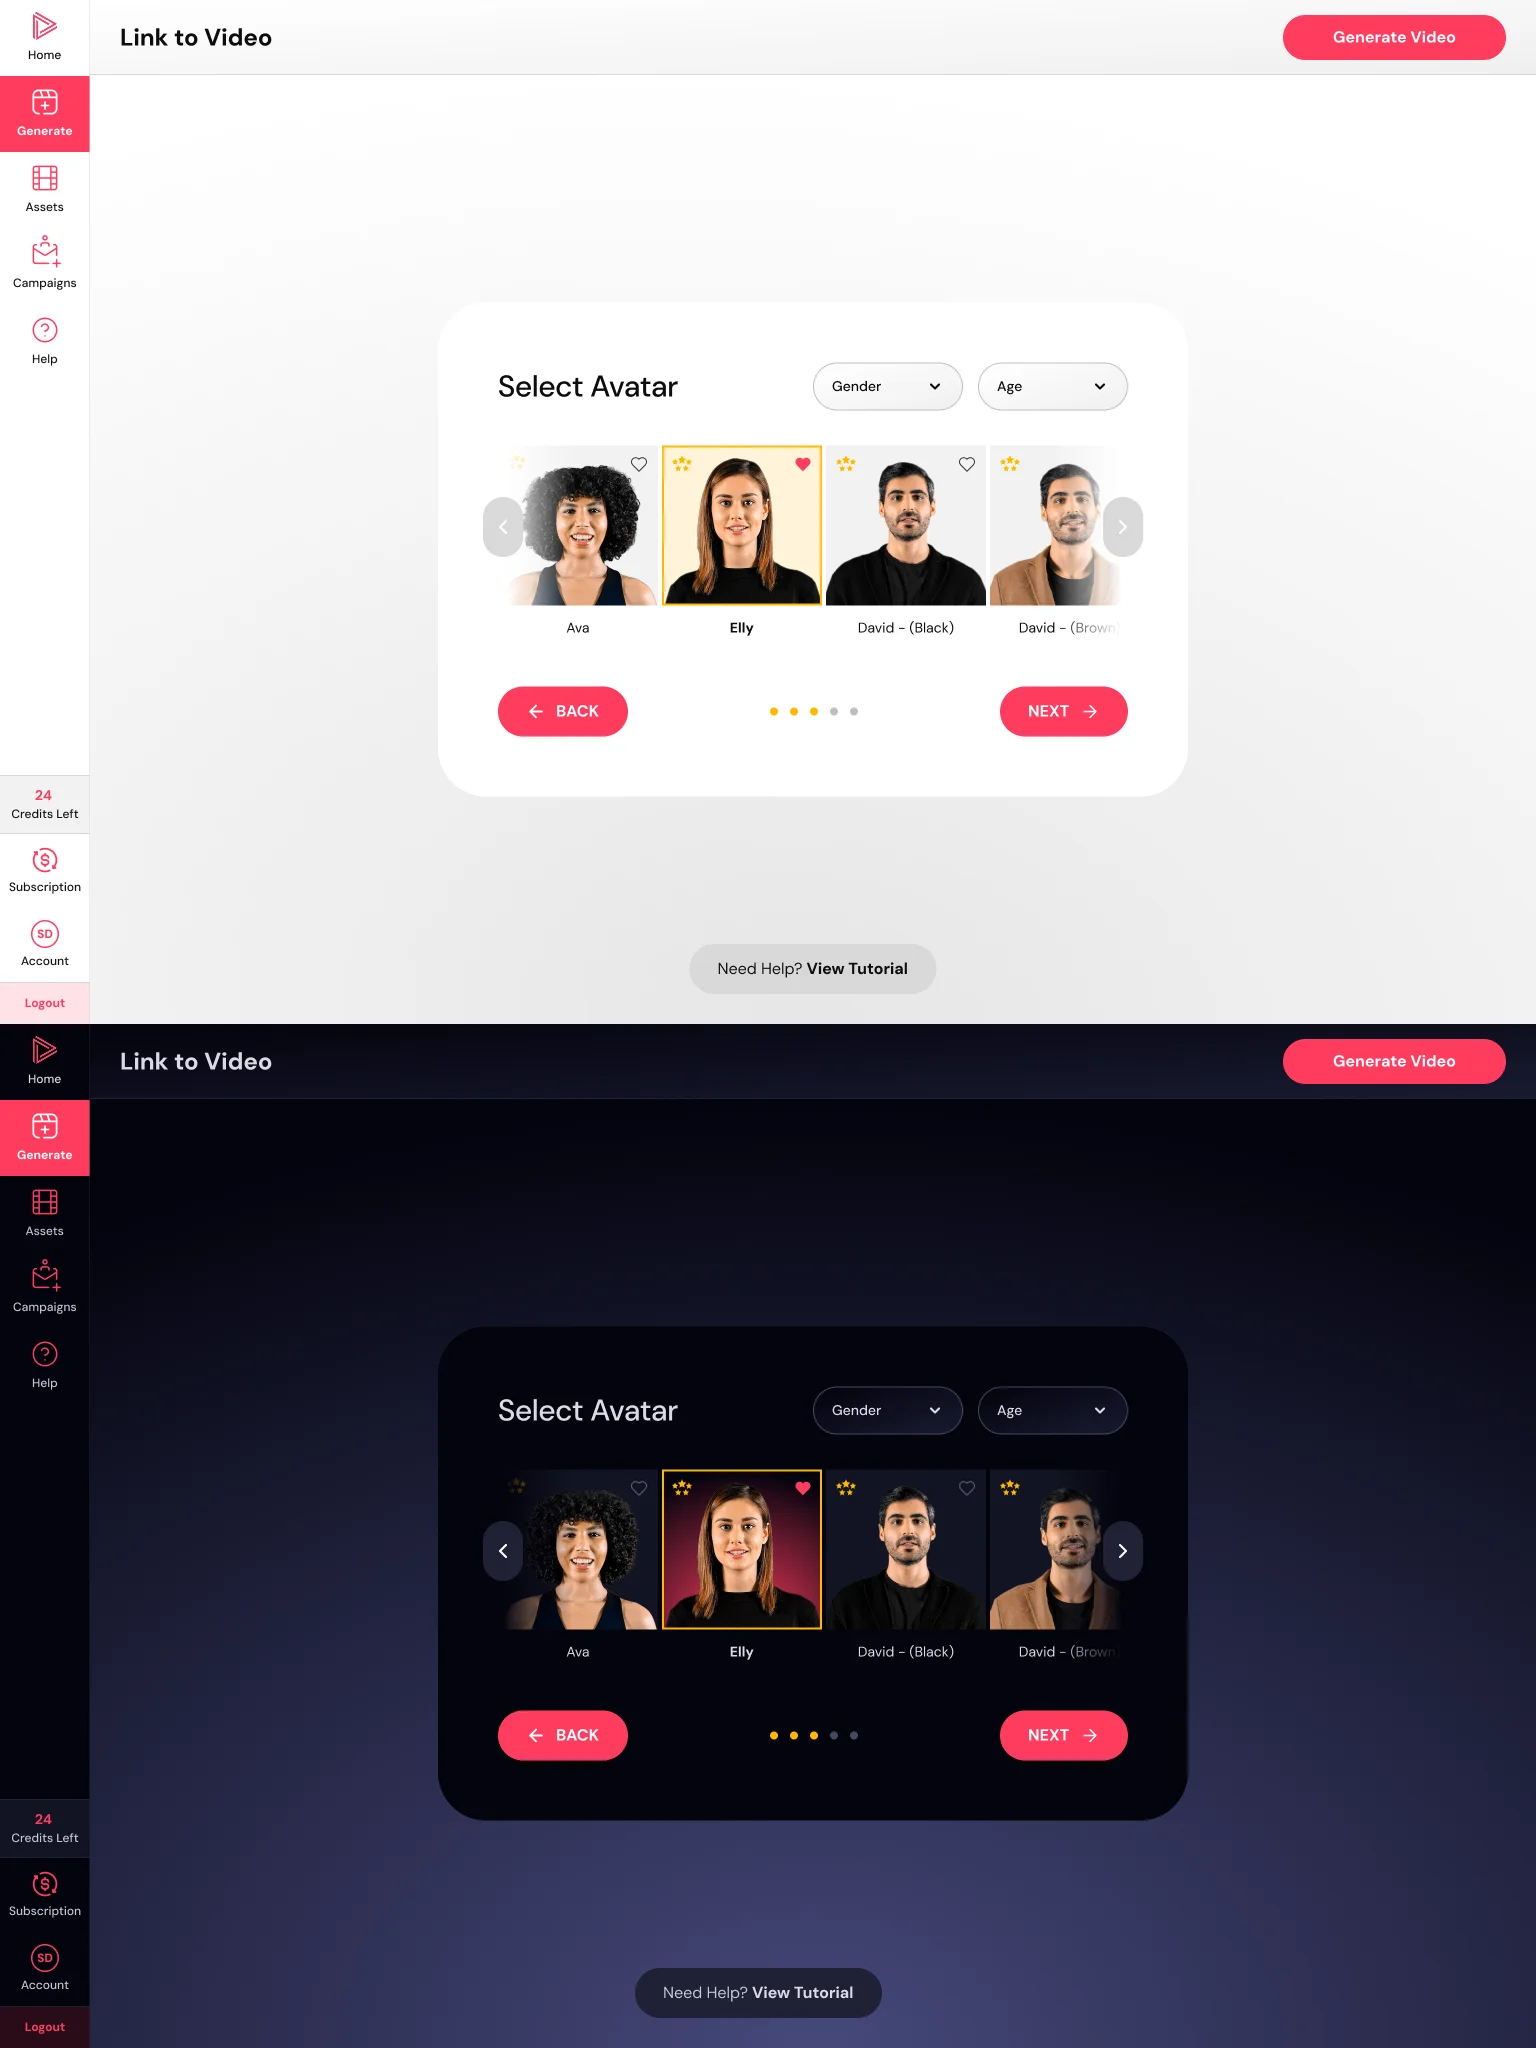 Home
Link to Video
Generate Video
Generate
Assets
Campaigns
Help
Select Avatar
Gender
Age
Ava
Elly
David - (Black)
David - (Brown)
BACK
NEXT
24
Credits Left
Subscription
SD
Account
Need Help? View Tutorial
Logout
Home
Link to Video
Generate Video
Generate
Assets
Campaigns
Help
Select Avatar
Gender
Age
Ava
Elly
David - (Black)
David - (Brown)
BACK
NEXT
24
Credits Left
Subscription
SD
Account
Need Help? View Tutorial
Logout